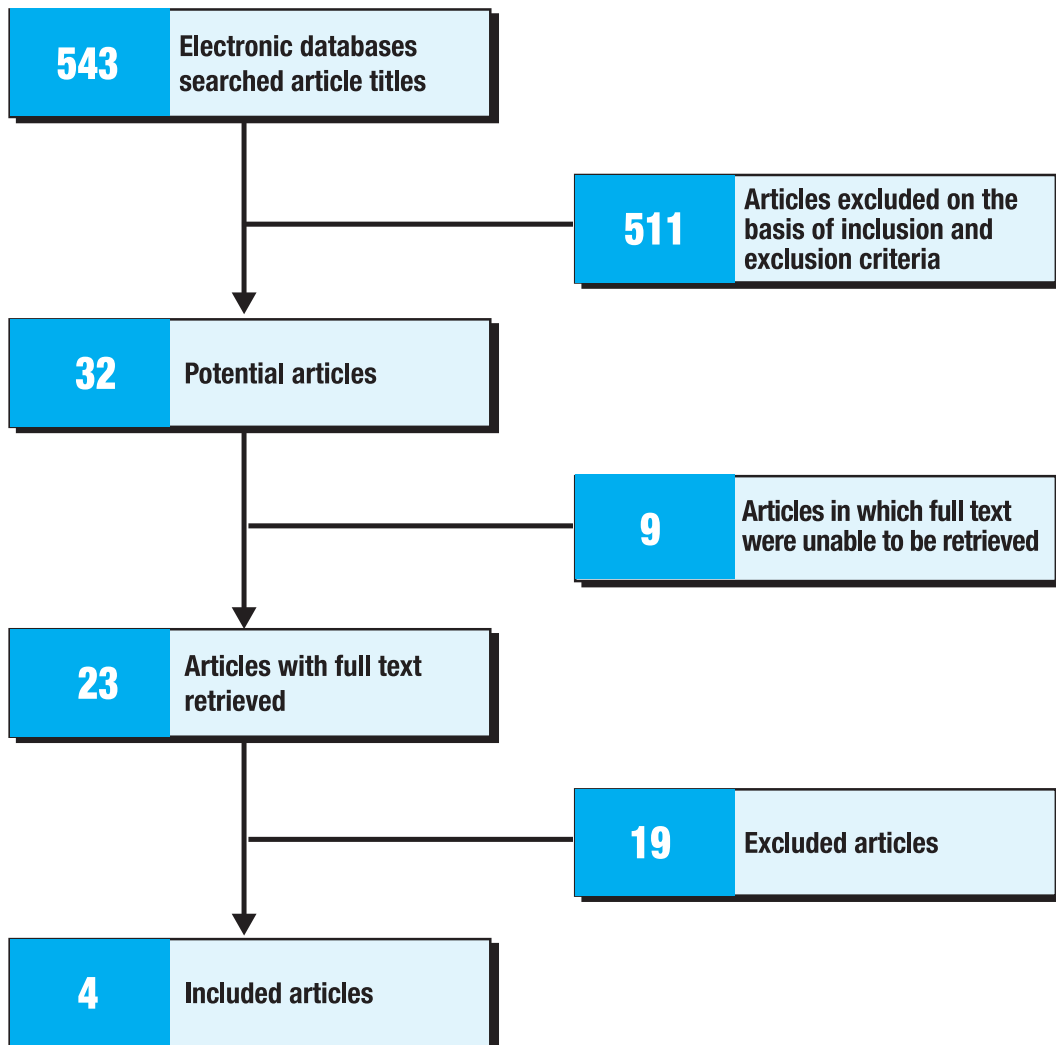 543
Electronic databases
searched article titles
511
Articles excluded on the
basis of inclusion and
exclusion criteria
32
Potential articles
9
Articles in which full text
were unable to be retrieved
23
Articles with full text
retrieved
19
Excluded articles
4
Included articles